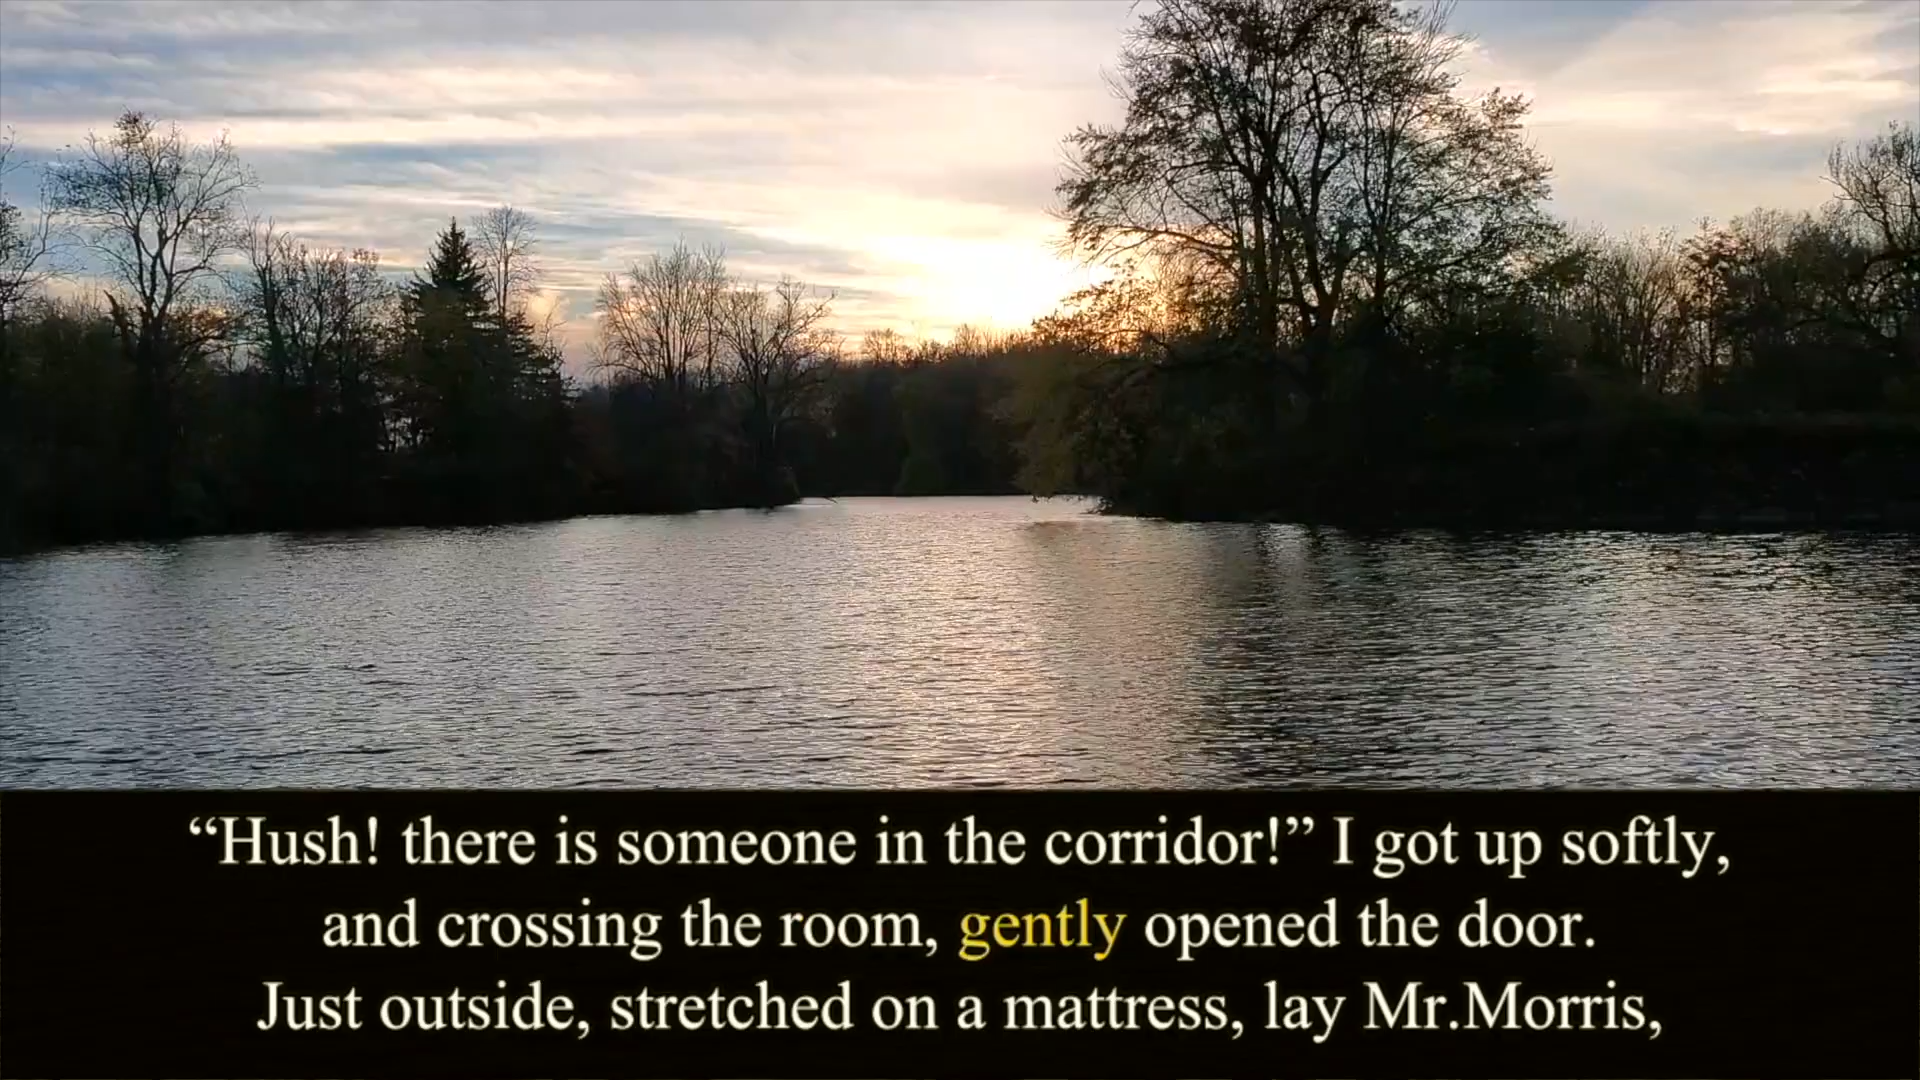 “Hush! there is someone in the corridor!” I got up softly,
and crossing the room, gently opened the door.
Just outside, stretched on a mattress, lay Mr.Morris,